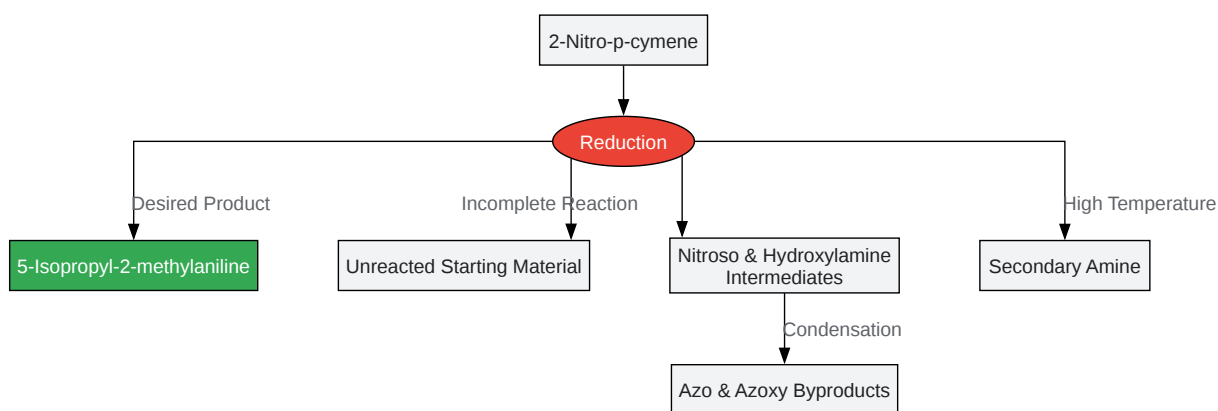 2-Nitro-p-cymene
Reduction
Desired Product
Incomplete Reaction
High Temperature
5-Isopropyl-2-methylaniline
Unreacted Starting Material
Nitroso & Hydroxylamine
Intermediates
Secondary Amine
Condensation
Azo & Azoxy Byproducts